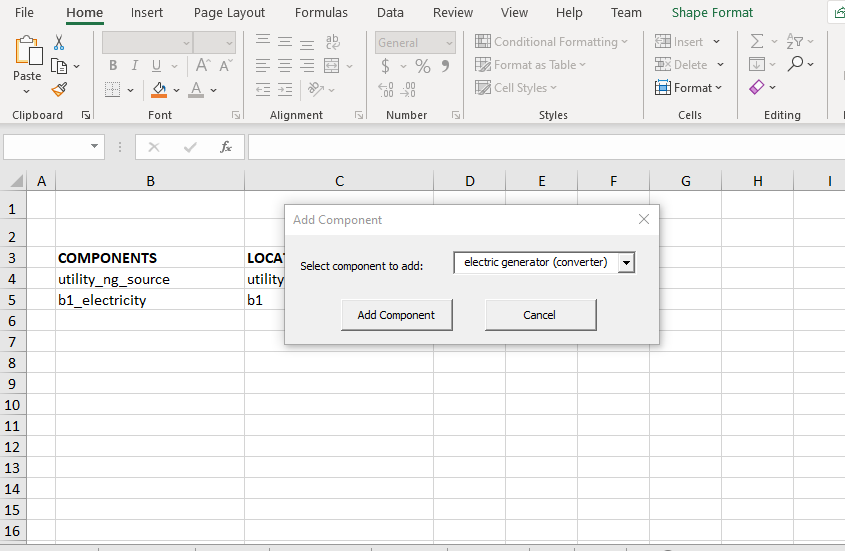 File Home Insert Page Layout Formulas Data Review View Help Team Shape Format
Paste
B I U A A
ab
General
$ % 9
Conditional Formatting
Format as Table
Cell Styles
Insert
Delete
Format
Clipboard Font Alignment Number Styles Cells Editing
fx
A B C D E F G H I
1
2
3 COMPONENTS LOCAT
4 utility_ng_source utility
5 b1_electricity b1
6
7
8
9
10
11
12
13
14
15
16
Add Component
Select component to add: electric generator (converter)
Add Component Cancel